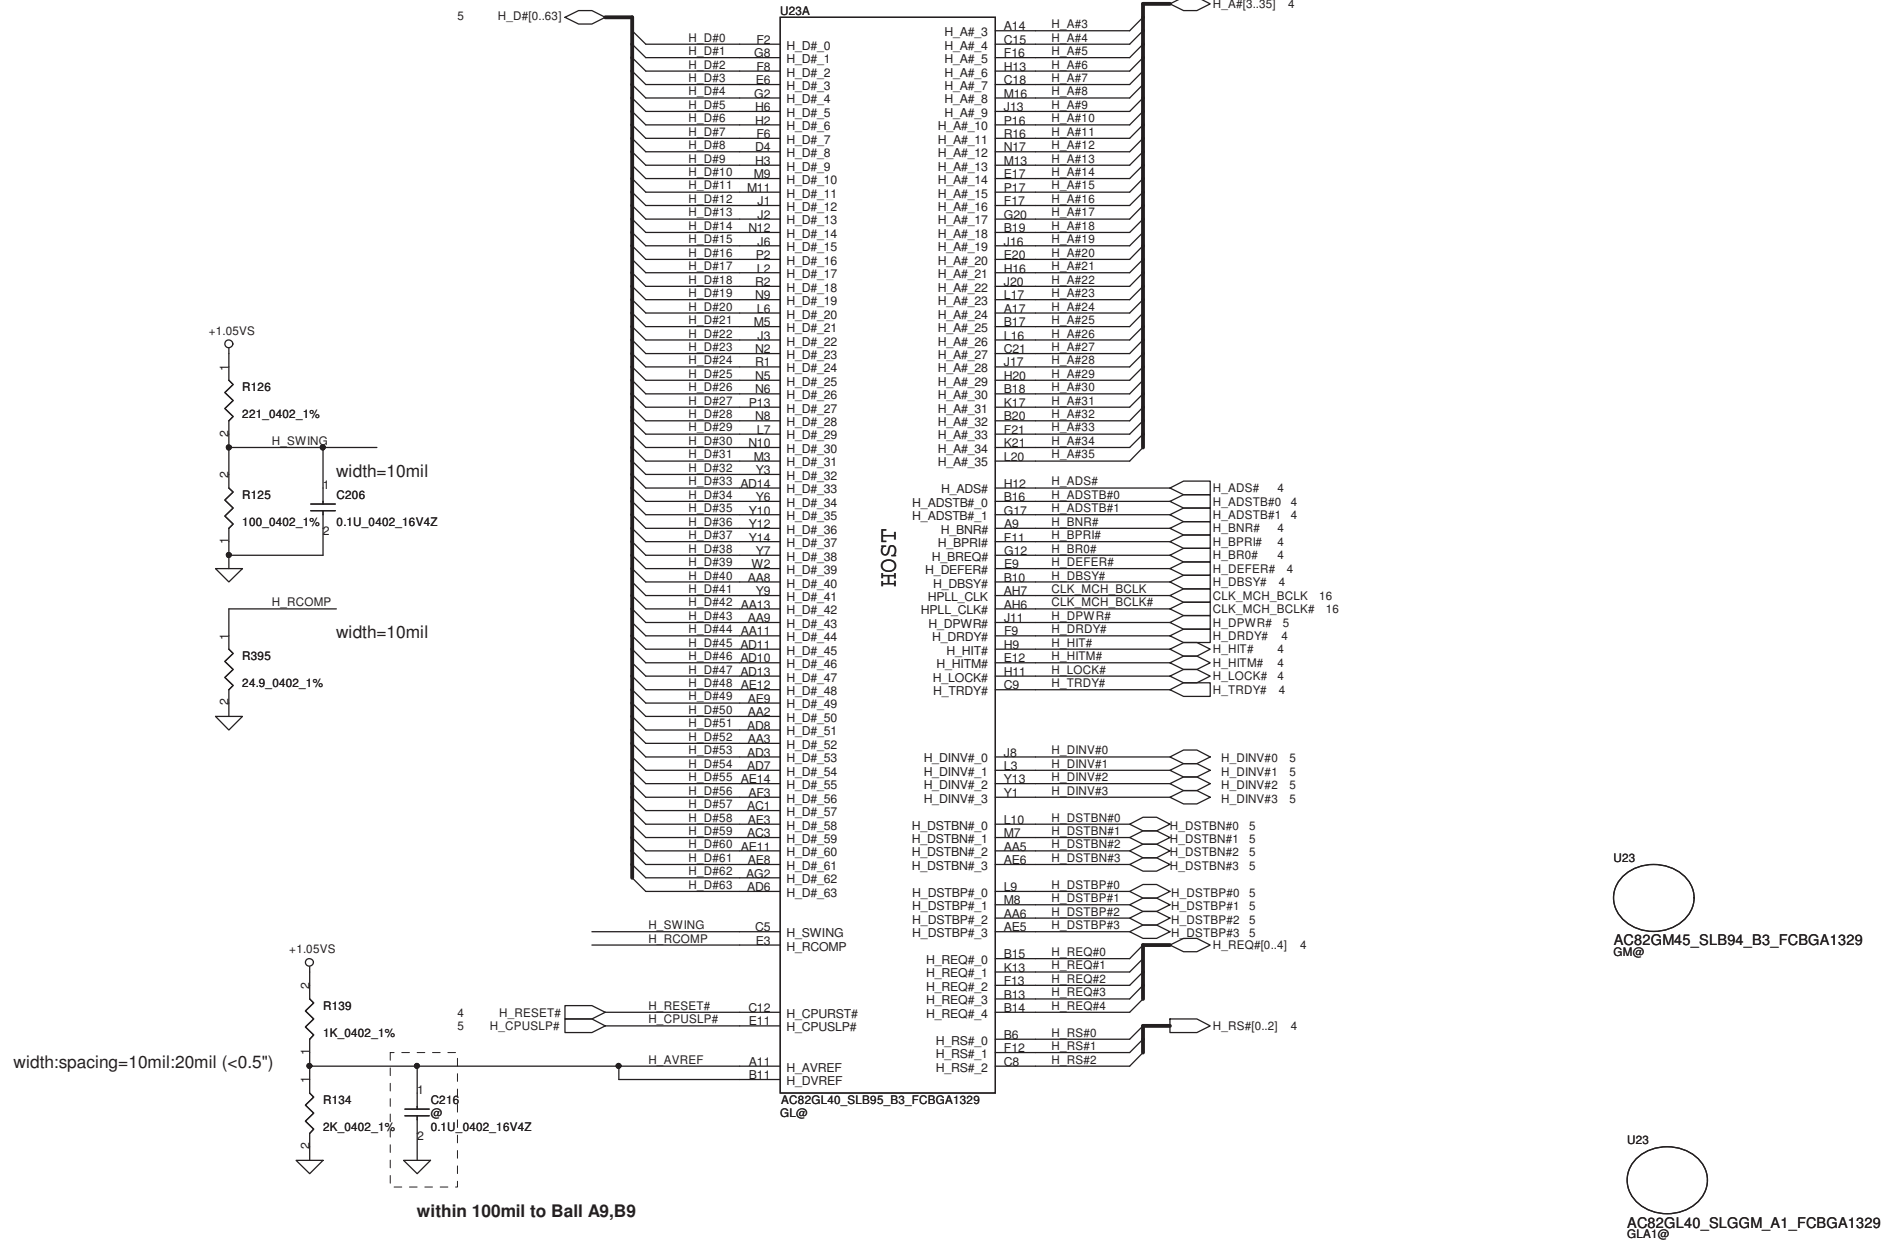 5 H_D#[0..63]
U23A
H_A#[3..35] 4
H_D#0 F2 H_D#_0
H_D#1 G8 H_D#_1
H_D#2 F8 H_D#_2
H_D#3 E6 H_D#_3
H_D#4 G2 H_D#_4
H_D#5 H6 H_D#_5
H_D#6 H2 H_D#_6
H_D#7 F6 H_D#_7
H_D#8 D4 H_D#_8
H_D#9 H3 H_D#_9
H_D#10 M9 H_D#_10
H_D#11 M11 H_D#_11
H_D#12 J1 H_D#_12
H_D#13 J2 H_D#_13
H_D#14 N12 H_D#_14
H_D#15 J6 H_D#_15
H_D#16 P2 H_D#_16
H_D#17 L2 H_D#_17
H_D#18 R2 H_D#_18
H_D#19 N9 H_D#_19
H_D#20 L6 H_D#_20
H_D#21 M5 H_D#_21
H_D#22 J3 H_D#_22
H_D#23 N2 H_D#_23
H_D#24 R1 H_D#_24
H_D#25 N5 H_D#_25
H_D#26 N6 H_D#_26
H_D#27 P13 H_D#_27
H_D#28 N8 H_D#_28
H_D#29 L7 H_D#_29
H_D#30 N10 H_D#_30
H_D#31 M3 H_D#_31
H_D#32 Y3 H_D#_32
H_D#33 AD14 H_D#_33
H_D#34 Y6 H_D#_34
H_D#35 Y10 H_D#_35
H_D#36 Y12 H_D#_36
H_D#37 Y14 H_D#_37
H_D#38 Y7 H_D#_38
H_D#39 W2 H_D#_39
H_D#40 AA8 H_D#_40
H_D#41 Y9 H_D#_41
H_D#42 AA13 H_D#_42
H_D#43 AA9 H_D#_43
H_D#44 AA11 H_D#_44
H_D#45 AD11 H_D#_45
H_D#46 AD10 H_D#_46
H_D#47 AD13 H_D#_47
H_D#48 AE12 H_D#_48
H_D#49 AE9 H_D#_49
H_D#50 AA2 H_D#_50
H_D#51 AD8 H_D#_51
H_D#52 AA3 H_D#_52
H_D#53 AD3 H_D#_53
H_D#54 AD7 H_D#_54
H_D#55 AE14 H_D#_55
H_D#56 AF3 H_D#_56
H_D#57 AC1 H_D#_57
H_D#58 AE3 H_D#_58
H_D#59 AC3 H_D#_59
H_D#60 AE11 H_D#_60
H_D#61 AE8 H_D#_61
H_D#62 AG2 H_D#_62
H_D#63 AD6 H_D#_63
H_SWING C5 H_SWING
H_RCOMP E3 H_RCOMP
4 H_RESET# H_RESET# C12 H_CPURST#
5 H_CPUSLP# H_CPUSLP# E11 H_CPUSLP#
H_AVREF A11 H_AVREF
B11 H_DVREF
HOST
H_A#_3 A14 H_A#3
H_A#_4 C15 H_A#4
H_A#_5 F16 H_A#5
H_A#_6 H13 H_A#6
H_A#_7 C18 H_A#7
H_A#_8 M16 H_A#8
H_A#_9 J13 H_A#9
H_A#_10 P16 H_A#10
H_A#_11 R16 H_A#11
H_A#_12 N17 H_A#12
H_A#_13 M13 H_A#13
H_A#_14 E17 H_A#14
H_A#_15 P17 H_A#15
H_A#_16 F17 H_A#16
H_A#_17 G20 H_A#17
H_A#_18 B19 H_A#18
H_A#_19 J16 H_A#19
H_A#_20 E20 H_A#20
H_A#_21 H16 H_A#21
H_A#_22 J20 H_A#22
H_A#_23 L17 H_A#23
H_A#_24 A17 H_A#24
H_A#_25 B17 H_A#25
H_A#_26 L16 H_A#26
H_A#_27 C21 H_A#27
H_A#_28 J17 H_A#28
H_A#_29 H20 H_A#29
H_A#_30 B18 H_A#30
H_A#_31 K17 H_A#31
H_A#_32 B20 H_A#32
H_A#_33 F21 H_A#33
H_A#_34 K21 H_A#34
H_A#_35 L20 H_A#35
H_ADS# H12 H_ADS# H_ADS# 4
H_ADSTB#_0 B16 H_ADSTB#0 H_ADSTB#0 4
H_ADSTB#_1 G17 H_ADSTB#1 H_ADSTB#1 4
H_BNR# A9 H_BNR# H_BNR# 4
H_BPRI# F11 H_BPRI# H_BPRI# 4
H_BREQ# G12 H_BR0# H_BR0# 4
H_DEFER# E9 H_DEFER# H_DEFER# 4
H_DBSY# B10 H_DBSY# H_DBSY# 4
HPLL_CLK AH7 CLK_MCH_BCLK CLK_MCH_BCLK 16
HPLL_CLK# AH6 CLK_MCH_BCLK# CLK_MCH_BCLK# 16
H_DPWR# J11 H_DPWR# H_DPWR# 5
H_DRDY# F9 H_DRDY# H_DRDY# 4
H_HIT# H9 H_HIT# H_HIT# 4
H_HITM# E12 H_HITM# H_HITM# 4
H_LOCK# H11 H_LOCK# H_LOCK# 4
H_TRDY# C9 H_TRDY# H_TRDY# 4
H_DINV#_0 J8 H_DINV#0 H_DINV#0 5
H_DINV#_1 L3 H_DINV#1 H_DINV#1 5
H_DINV#_2 Y13 H_DINV#2 H_DINV#2 5
H_DINV#_3 Y1 H_DINV#3 H_DINV#3 5
H_DSTBN#_0 L10 H_DSTBN#0 H_DSTBN#0 5
H_DSTBN#_1 M7 H_DSTBN#1 H_DSTBN#1 5
H_DSTBN#_2 AA5 H_DSTBN#2 H_DSTBN#2 5
H_DSTBN#_3 AE6 H_DSTBN#3 H_DSTBN#3 5
H_DSTBP#_0 L9 H_DSTBP#0 H_DSTBP#0 5
H_DSTBP#_1 M8 H_DSTBP#1 H_DSTBP#1 5
H_DSTBP#_2 AA6 H_DSTBP#2 H_DSTBP#2 5
H_DSTBP#_3 AE5 H_DSTBP#3 H_DSTBP#3 5
H_REQ#[0..4] 4
H_REQ#_0 B15 H_REQ#0
H_REQ#_1 K13 H_REQ#1
H_REQ#_2 F13 H_REQ#2
H_REQ#_3 B13 H_REQ#3
H_REQ#_4 B14 H_REQ#4
H_RS#[0..2] 4
H_RS#_0 B6 H_RS#0
H_RS#_1 F12 H_RS#1
H_RS#_2 C8 H_RS#2
AC82GL40_SLB95_B3_FCBGA1329
GL@
+1.05VS
1
R126
221_0402_1%
2
H_SWING
width=10mil
2
R125
100_0402_1%
1
1
C206
0.1U_0402_16V4Z
2
H_RCOMP
width=10mil
1
R395
24.9_0402_1%
2
+1.05VS
2
R139
1K_0402_1%
1
width:spacing=10mil:20mil (<0.5")
1
R134
2K_0402_1%
2
1
C216
@
0.1U_0402_16V4Z
2
within 100mil to Ball A9,B9
U23
AC82GM45_SLB94_B3_FCBGA1329
GM@
U23
AC82GL40_SLGGM_A1_FCBGA1329
GLA1@